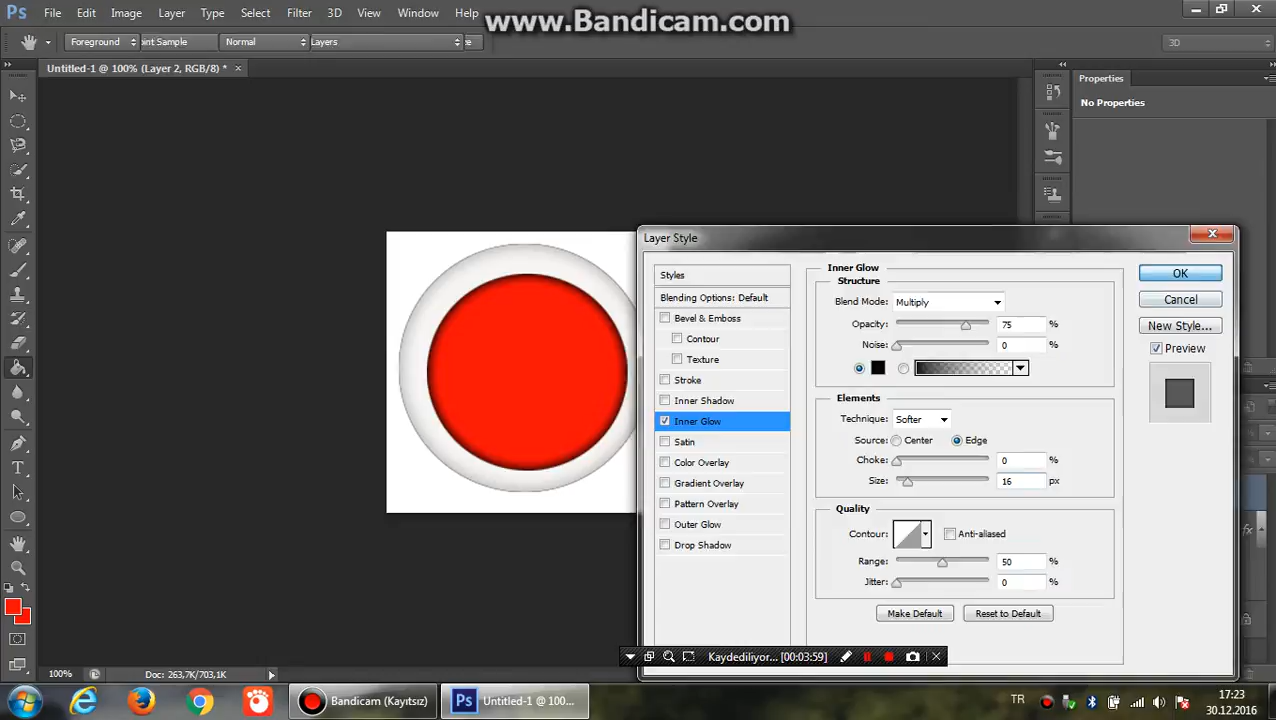 Ps File Edit Image Layer Type Select Filter 3D View Window Help
www.Bandicam.com
Foreground int Sample Normal Layers 3D
Untitled-1 @ 100% (Layer 2, RGB/8) *
Properties
No Properties
Layer Style
Styles
Blending Options: Default
Bevel & Emboss
Contour
Texture
Stroke
Inner Shadow
Inner Glow
Satin
Color Overlay
Gradient Overlay
Pattern Overlay
Outer Glow
Drop Shadow
Inner Glow
Structure
Blend Mode: Multiply
Opacity: 75 %
Noise: 0 %
Elements
Technique: Softer
Source: Center Edge
Choke: 0 %
Size: 16 px
Quality
Contour: Anti-aliased
Range: 50 %
Jitter: 0 %
Make Default Reset to Default
OK
Cancel
New Style...
Preview
fx
Kaydediliyor... [00:03:59]
100% Doc: 263,7K/703,1K
Bandicam (Kayıtsız)
Ps Untitled-1 @ 100...
TR
17:23
30.12.2016